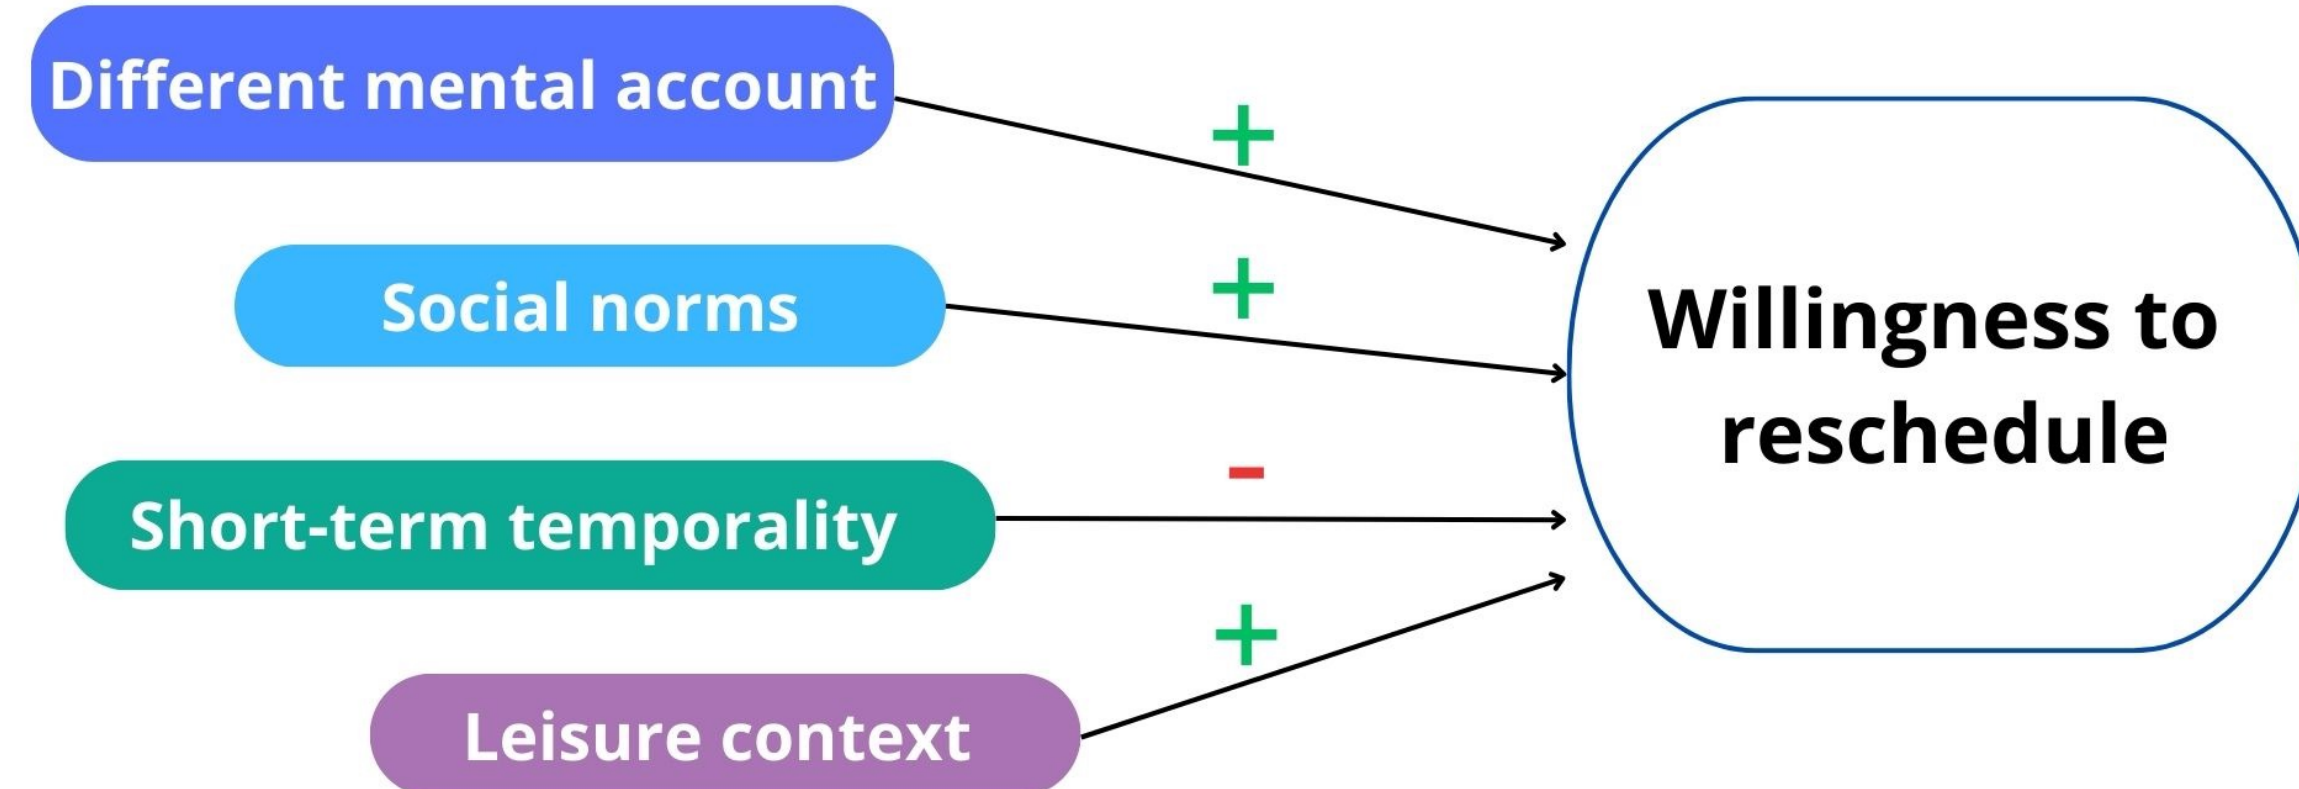 Different mental account
+
Social norms
+
Willingness to
reschedule
-
Short-term temporality
+
Leisure context